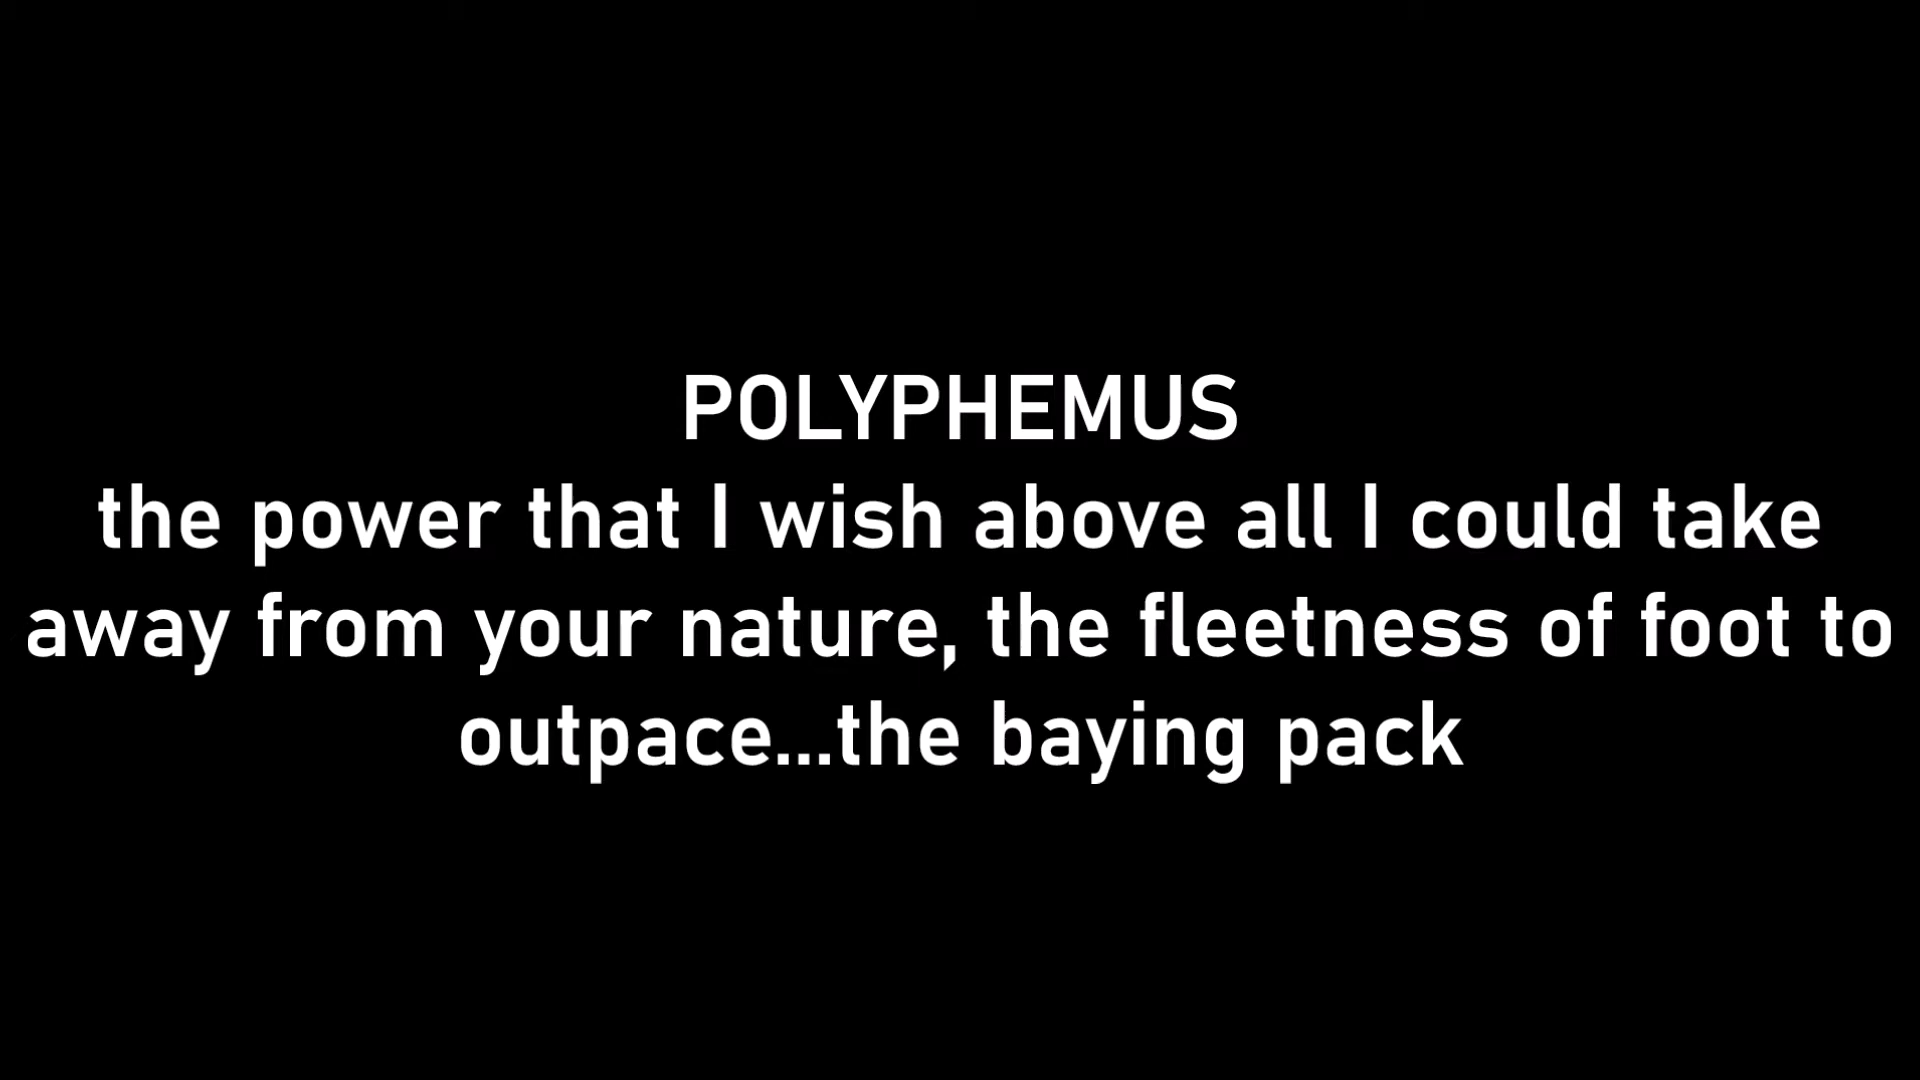 POLYPHEMUS
the power that I wish above all I could take
away from your nature, the fleetness of foot to
outpace...the baying pack